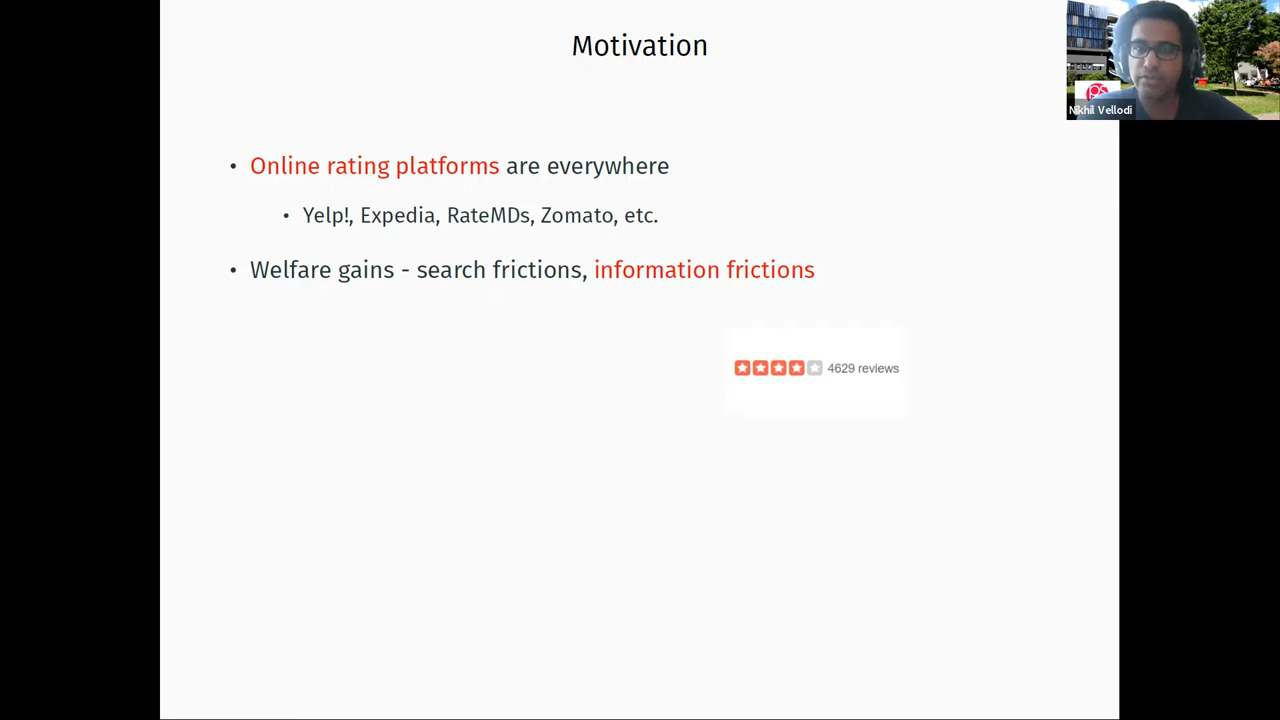 Motivation
Nikhil Vellodi
• Online rating platforms are everywhere
• Yelp!, Expedia, RateMDs, Zomato, etc.
• Welfare gains - search frictions, information frictions
4629 reviews